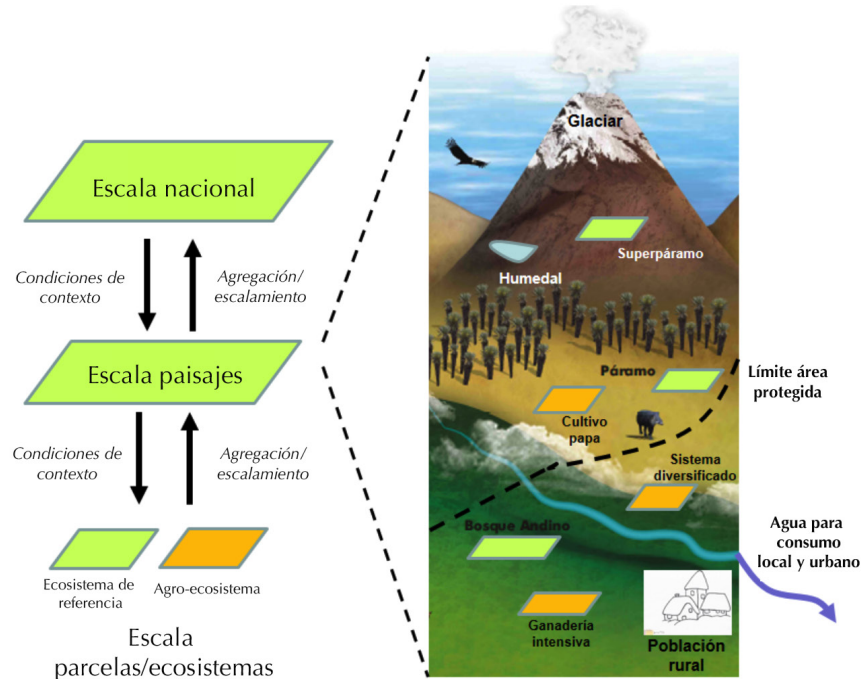 Escala nacional
Condiciones de
contexto
Agregación/
escalamiento
Escala paisajes
Condiciones de
contexto
Agregación/
escalamiento
Ecosistema de
referencia
Agro-ecosistema
Escala
parcelas/ecosistemas
Glaciar
Superpáramo
Humedal
Páramo
Cultivo
papa
Límite área
protegida
Sistema
diversificado
Bosque Andino
Agua para
consumo
local y urbano
Ganadería
intensiva
Población
rural